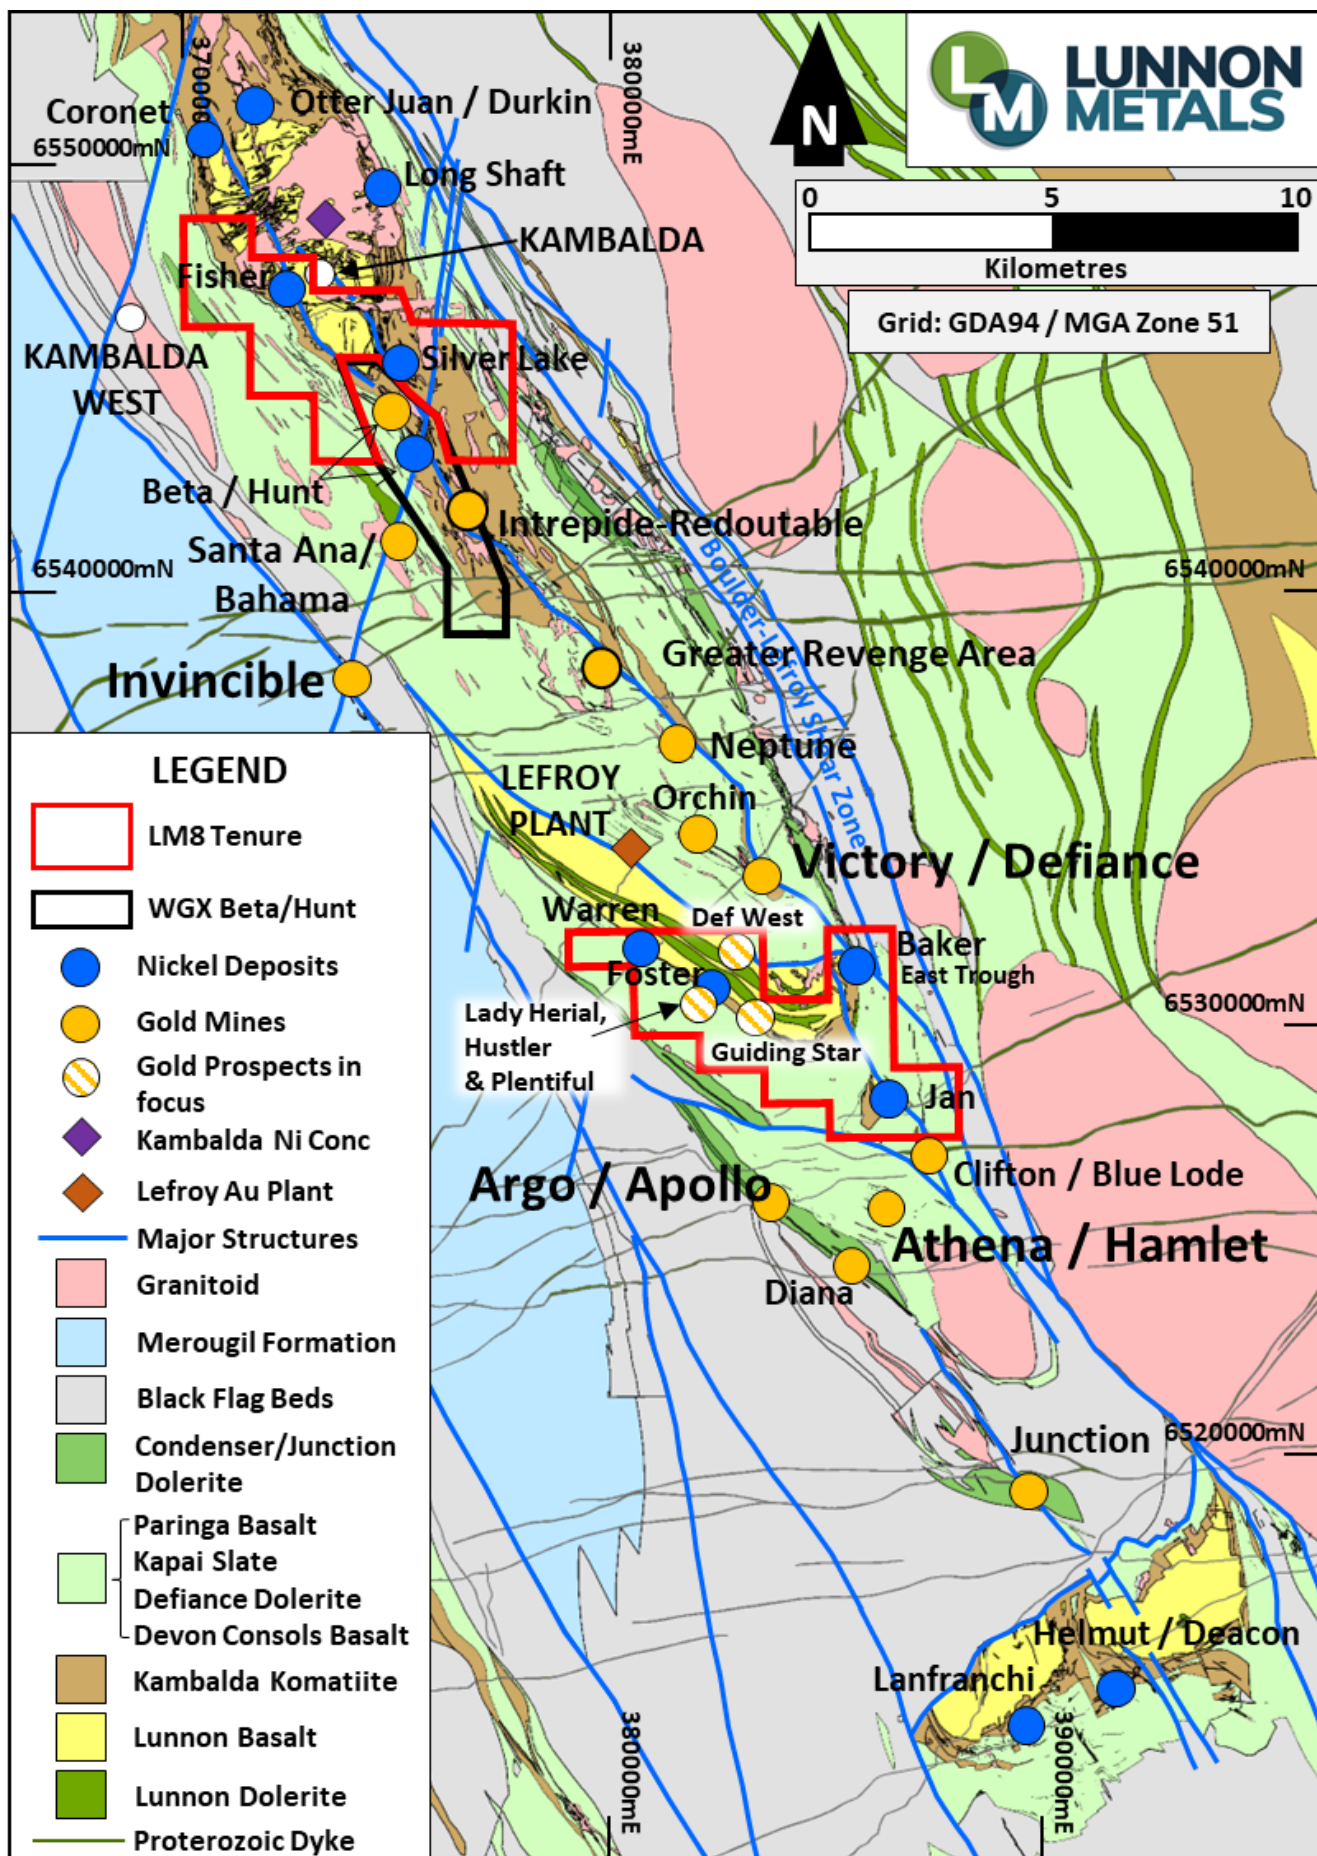 370000
380000mE
L
M
LUNNON
METALS
N
Coronet
6550000mN
Otter Juan / Durkin
Long Shaft
0
5
10
Kilometres
Grid: GDA94 / MGA Zone 51
KAMBALDA
Fisher
KAMBALDA
WEST
Silver Lake
Beta / Hunt
Intrepide-Redoutable
Santa Ana/
Bahama
6540000mN
6540000mN
Boulder-Lefroy Shear Zone
Greater Revenge Area
Invincible
Neptune
LEFROY
PLANT
Orchin
Victory / Defiance
Warren
Def West
Baker
East Trough
Foster
6530000mN
Lady Herial,
Hustler
& Plentiful
Guiding Star
Jan
Clifton / Blue Lode
Argo / Apollo
Athena / Hamlet
Diana
Junction
6520000mN
Helmut / Deacon
Lanfranchi
380000mE
390000mE
LEGEND
LM8 Tenure
WGX Beta/Hunt
Nickel Deposits
Gold Mines
Gold Prospects in
focus
Kambalda Ni Conc
Lefroy Au Plant
Major Structures
Granitoid
Merougil Formation
Black Flag Beds
Condenser/Junction
Dolerite
Paringa Basalt
Kapai Slate
Defiance Dolerite
Devon Consols Basalt
Kambalda Komatiite
Lunnon Basalt
Lunnon Dolerite
Proterozoic Dyke